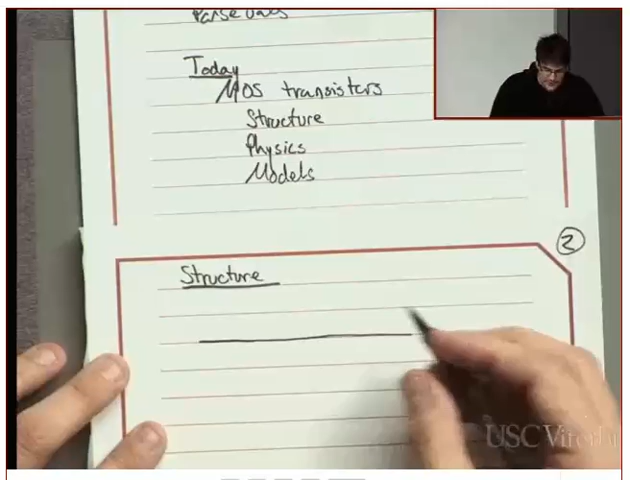 Today
MOS transistors
Structure
Physics
Models
2
Structure
USC Viterbi